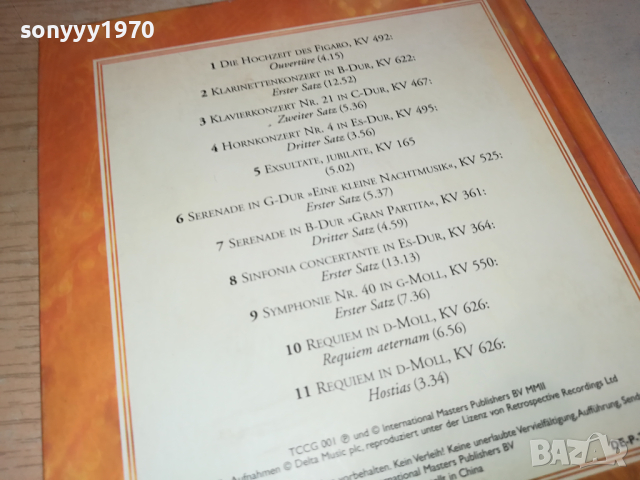 sonyyy1970
1 DIE HOCHZEIT DES FIGARO, KV 492:
Ouvertüre (4.15)
2 KLARINETTENKONZERT IN B-DUR, KV 622:
Erster Satz (12.52)
3 KLAVIERKONZERT NR. 21 IN C-DUR, KV 467:
Zweiter Satz (5.36)
4 HORNKONZERT NR. 4 IN ES-DUR, KV 495:
Dritter Satz (3.56)
5 EXSULTATE, JUBILATE, KV 165
(5.02)
6 SERENADE IN G-DUR »EINE KLEINE NACHTMUSIK«, KV 525:
Erster Satz (5.37)
7 SERENADE IN B-DUR »GRAN PARTITA«, KV 361:
Dritter Satz (4.59)
8 SINFONIA CONCERTANTE IN ES-DUR, KV 364:
Erster Satz (13.13)
9 SYMPHONIE NR. 40 IN G-MOLL, KV 550:
Erster Satz (7.36)
10 REQUIEM IN D-MOLL, KV 626:
Requiem aeternam (6.56)
11 REQUIEM IN D-MOLL, KV 626:
Hostias (3.34)
TCCG 001 ℗ und © International Masters Publishers BV MMII
Aufnahmen © Delta Music plc. reproduziert unter der Lizenz von Retrospective Recordings Ltd
vorbehalten. Kein Verleih! Keine unerlaubte Vervielfältigung, Aufführung, Sendu
ernational Masters Publishers BV
in China
bazar